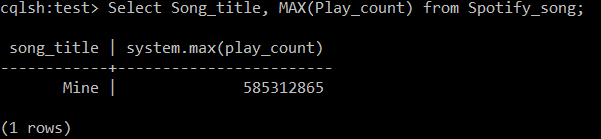 cqlsh:test> Select Song_title, MAX(Play_count) from Spotify_song;
song_title | system.max(play_count)
------------+------------------------
Mine | 585312865
(1 rows)